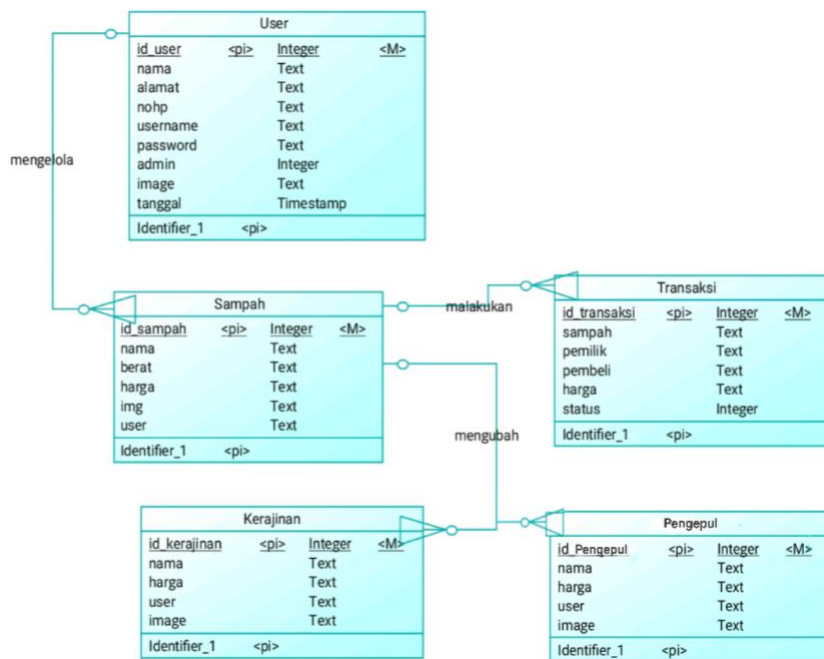 User
id_user <pi> Integer <M>
nama Text
alamat Text
nohp Text
username Text
password Text
admin Integer
image Text
tanggal Timestamp
Identifier_1 <pi>
mengelola
Sampah
id_sampah <pi> Integer <M>
nama Text
berat Text
harga Text
img Text
user Text
Identifier_1 <pi>
malakukan
Transaksi
id_transaksi <pi> Integer <M>
sampah Text
pemilik Text
pembeli Text
harga Text
status Integer
Identifier_1 <pi>
mengubah
Kerajinan
id_kerajinan <pi> Integer <M>
nama Text
harga Text
user Text
image Text
Identifier_1 <pi>
Pengepul
id_Pengepul <pi> Integer <M>
nama Text
harga Text
user Text
image Text
Identifier_1 <pi>